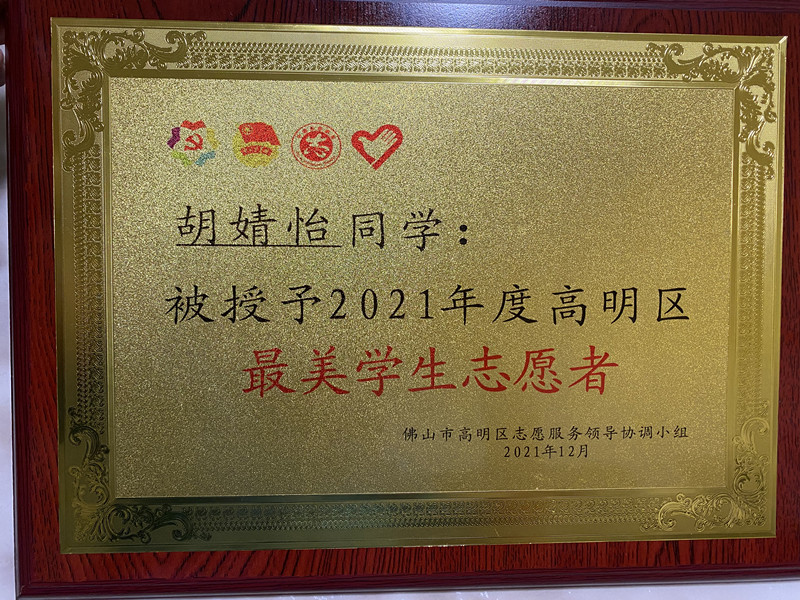 胡婧怡同学：
被授予2021年度高明区
最美学生志愿者
佛山市高明区志愿服务领导协调小组
2021年12月